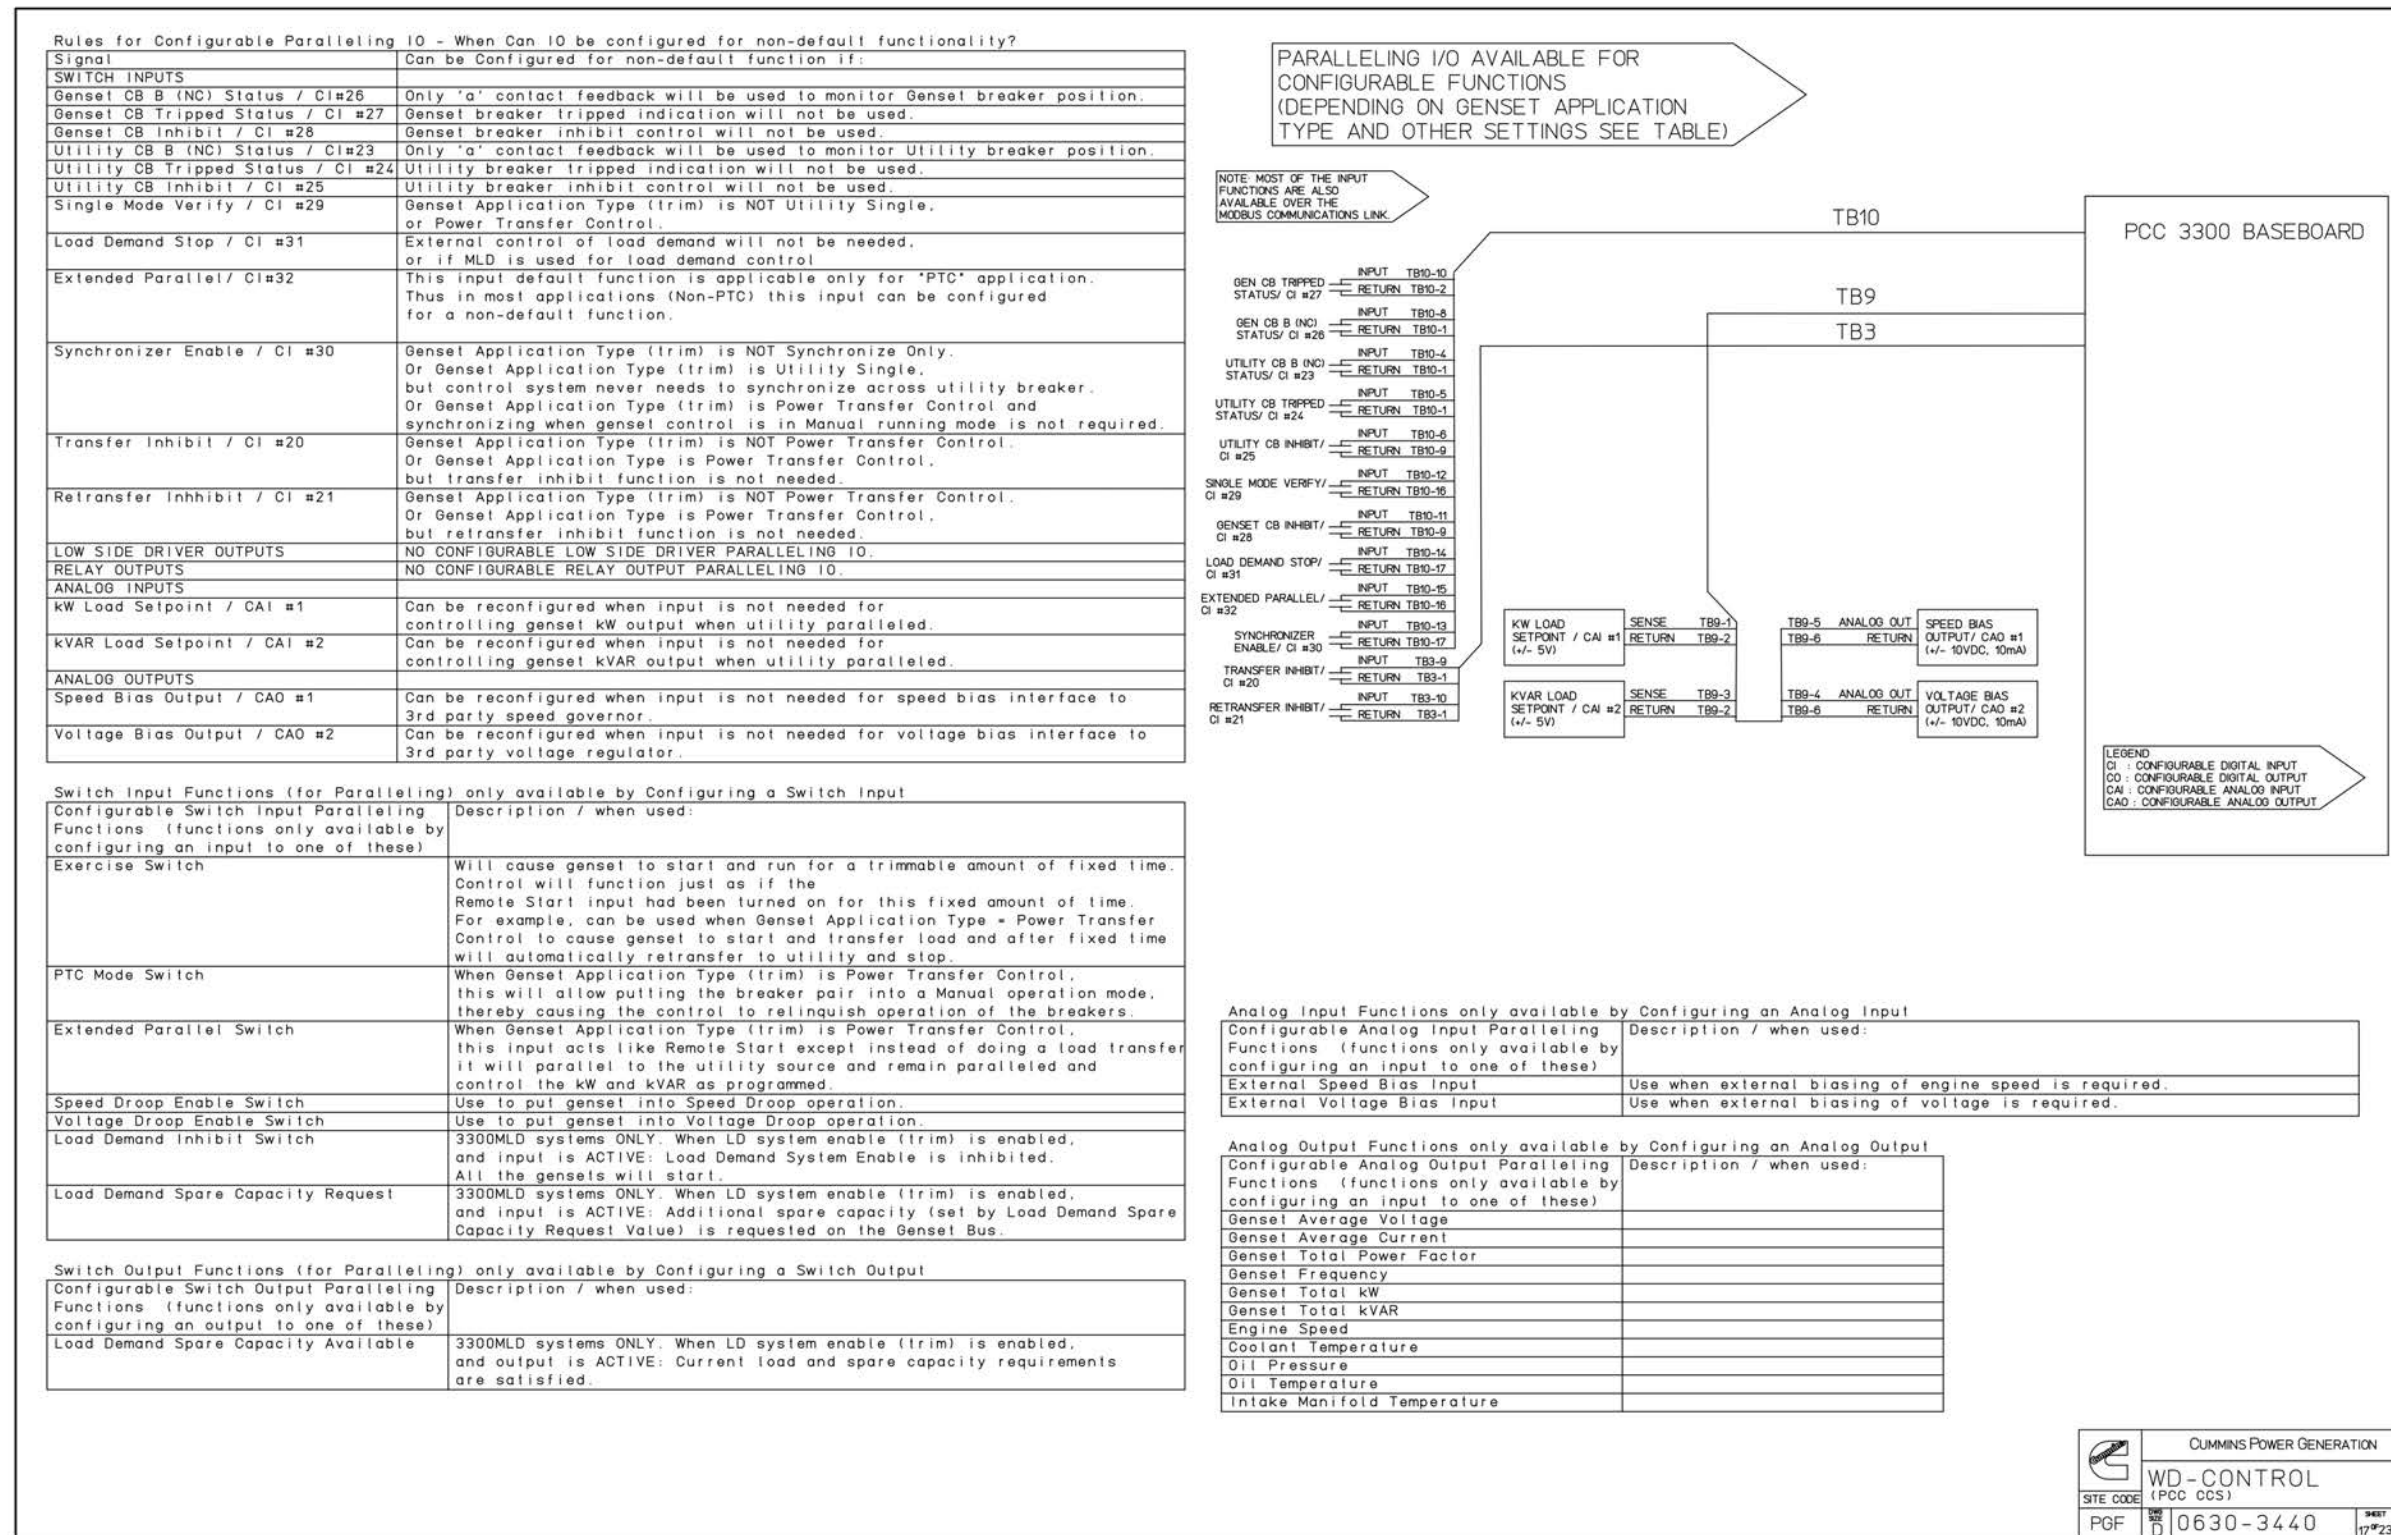 Rules for Configurable Paralleling IO - When Can IO be configured for non-default functionality?
Signal Can be Configured for non-default function if:
SWITCH INPUTS
Genset CB B (NC) Status / CI#26 Only 'a' contact feedback will be used to monitor Genset breaker position.
Genset CB Tripped Status / CI #27 Genset breaker tripped indication will not be used.
Genset CB Inhibit / CI #28 Genset breaker inhibit control will not be used.
Utility CB B (NC) Status / CI#23 Only 'a' contact feedback will be used to monitor Utility breaker position.
Utility CB Tripped Status / CI #24 Utility breaker tripped indication will not be used.
Utility CB Inhibit / CI #25 Utility breaker inhibit control will not be used.
Single Mode Verify / CI #29 Genset Application Type (trim) is NOT Utility Single,
or Power Transfer Control.
Load Demand Stop / CI #31 External control of load demand will not be needed,
or if MLD is used for load demand control
Extended Parallel/ CI#32 This input default function is applicable only for "PTC" application.
Thus in most applications (Non-PTC) this input can be configured
for a non-default function.
Synchronizer Enable / CI #30 Genset Application Type (trim) is NOT Synchronize Only.
Or Genset Application Type (trim) is Utility Single,
but control system never needs to synchronize across utility breaker.
Or Genset Application Type (trim) is Power Transfer Control and
synchronizing when genset control is in Manual running mode is not required.
Transfer Inhibit / CI #20 Genset Application Type (trim) is NOT Power Transfer Control.
Or Genset Application Type is Power Transfer Control,
but transfer inhibit function is not needed.
Retransfer Inhhibit / CI #21 Genset Application Type (trim) is NOT Power Transfer Control.
Or Genset Application Type is Power Transfer Control,
but retransfer inhibit function is not needed.
LOW SIDE DRIVER OUTPUTS NO CONFIGURABLE LOW SIDE DRIVER PARALLELING IO.
RELAY OUTPUTS NO CONFIGURABLE RELAY OUTPUT PARALLELING IO.
ANALOG INPUTS
kW Load Setpoint / CAI #1 Can be reconfigured when input is not needed for
controlling genset kW output when utility paralleled.
kVAR Load Setpoint / CAI #2 Can be reconfigured when input is not needed for
controlling genset kVAR output when utility paralleled.
ANALOG OUTPUTS
Speed Bias Output / CAO #1 Can be reconfigured when input is not needed for speed bias interface to
3rd party speed governor.
Voltage Bias Output / CAO #2 Can be reconfigured when input is not needed for voltage bias interface to
3rd party voltage regulator.
Switch Input Functions (for Paralleling) only available by Configuring a Switch Input
Configurable Switch Input Paralleling Description / when used:
Functions (functions only available by
configuring an input to one of these)
Exercise Switch Will cause genset to start and run for a trimmable amount of fixed time.
Control will function just as if the
Remote Start input had been turned on for this fixed amount of time.
For example, can be used when Genset Application Type = Power Transfer
Control to cause genset to start and transfer load and after fixed time
will automatically retransfer to utility and stop.
PTC Mode Switch When Genset Application Type (trim) is Power Transfer Control,
this will allow putting the breaker pair into a Manual operation mode,
thereby causing the control to relinquish operation of the breakers.
Extended Parallel Switch When Genset Application Type (trim) is Power Transfer Control,
this input acts like Remote Start except instead of doing a load transfer
it will parallel to the utility source and remain paralleled and
control the kW and kVAR as programmed.
Speed Droop Enable Switch Use to put genset into Speed Droop operation.
Voltage Droop Enable Switch Use to put genset into Voltage Droop operation.
Load Demand Inhibit Switch 3300MLD systems ONLY. When LD system enable (trim) is enabled,
and input is ACTIVE: Load Demand System Enable is inhibited.
All the gensets will start.
Load Demand Spare Capacity Request 3300MLD systems ONLY. When LD system enable (trim) is enabled,
and input is ACTIVE: Additional spare capacity (set by Load Demand Spare
Capacity Request Value) is requested on the Genset Bus.
Switch Output Functions (for Paralleling) only available by Configuring a Switch Output
Configurable Switch Output Paralleling Description / when used:
Functions (functions only available by
configuring an output to one of these)
Load Demand Spare Capacity Available 3300MLD systems ONLY. When LD system enable (trim) is enabled,
and output is ACTIVE: Current load and spare capacity requirements
are satisfied.
PARALLELING I/O AVAILABLE FOR
CONFIGURABLE FUNCTIONS
(DEPENDING ON GENSET APPLICATION
TYPE AND OTHER SETTINGS SEE TABLE)
NOTE: MOST OF THE INPUT
FUNCTIONS ARE ALSO
AVAILABLE OVER THE
MODBUS COMMUNICATIONS LINK.
TB10
TB9
TB3
PCC 3300 BASEBOARD
GEN CB TRIPPED INPUT TB10-10
STATUS/ CI #27 RETURN TB10-2
GEN CB B (NC) INPUT TB10-8
STATUS/ CI #26 RETURN TB10-1
UTILITY CB B (NC) INPUT TB10-4
STATUS/ CI #23 RETURN TB10-1
UTILITY CB TRIPPED INPUT TB10-5
STATUS/ CI #24 RETURN TB10-1
UTILITY CB INHIBIT/ INPUT TB10-6
CI #25 RETURN TB10-9
SINGLE MODE VERIFY/ INPUT TB10-12
CI #29 RETURN TB10-16
GENSET CB INHIBIT/ INPUT TB10-11
CI #28 RETURN TB10-9
LOAD DEMAND STOP/ INPUT TB10-14
CI #31 RETURN TB10-17
EXTENDED PARALLEL/ INPUT TB10-15
CI #32 RETURN TB10-16
SYNCHRONIZER INPUT TB10-13
ENABLE/ CI #30 RETURN TB10-17
TRANSFER INHIBIT/ INPUT TB3-9
CI #20 RETURN TB3-1
RETRANSFER INHIBIT/ INPUT TB3-10
CI #21 RETURN TB3-1
KW LOAD SENSE TB9-1
SETPOINT / CAI #1 RETURN TB9-2
(+/- 5V)
TB9-5 ANALOG OUT SPEED BIAS
TB9-6 RETURN OUTPUT/ CAO #1
(+/- 10VDC, 10mA)
KVAR LOAD SENSE TB9-3
SETPOINT / CAI #2 RETURN TB9-2
(+/- 5V)
TB9-4 ANALOG OUT VOLTAGE BIAS
TB9-6 RETURN OUTPUT/ CAO #2
(+/- 10VDC, 10mA)
LEGEND
CI : CONFIGURABLE DIGITAL INPUT
CO : CONFIGURABLE DIGITAL OUTPUT
CAI : CONFIGURABLE ANALOG INPUT
CAO : CONFIGURABLE ANALOG OUTPUT
Analog Input Functions only available by Configuring an Analog Input
Configurable Analog Input Paralleling Description / when used:
Functions (functions only available by
configuring an input to one of these)
External Speed Bias Input Use when external biasing of engine speed is required.
External Voltage Bias Input Use when external biasing of voltage is required.
Analog Output Functions only available by Configuring an Analog Output
Configurable Analog Output Paralleling Description / when used:
Functions (functions only available by
configuring an input to one of these)
Genset Average Voltage
Genset Average Current
Genset Total Power Factor
Genset Frequency
Genset Total kW
Genset Total kVAR
Engine Speed
Coolant Temperature
Oil Pressure
Oil Temperature
Intake Manifold Temperature
CUMMINS POWER GENERATION
WD-CONTROL
SITE CODE (PCC CCS)
PGF DWG SIZE D 0630-3440 SHEET 17 OF 23